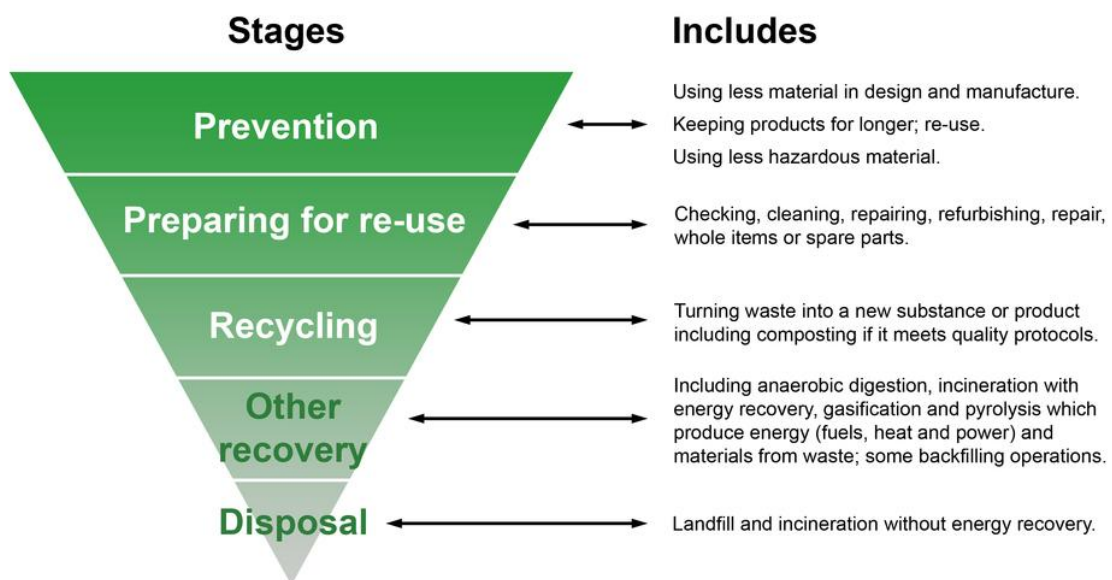 Stages
Includes
Prevention
Using less material in design and manufacture.
Keeping products for longer; re-use.
Using less hazardous material.
Preparing for re-use
Checking, cleaning, repairing, refurbishing, repair,
whole items or spare parts.
Recycling
Turning waste into a new substance or product
including composting if it meets quality protocols.
Other
recovery
Including anaerobic digestion, incineration with
energy recovery, gasification and pyrolysis which
produce energy (fuels, heat and power) and
materials from waste; some backfilling operations.
Disposal
Landfill and incineration without energy recovery.